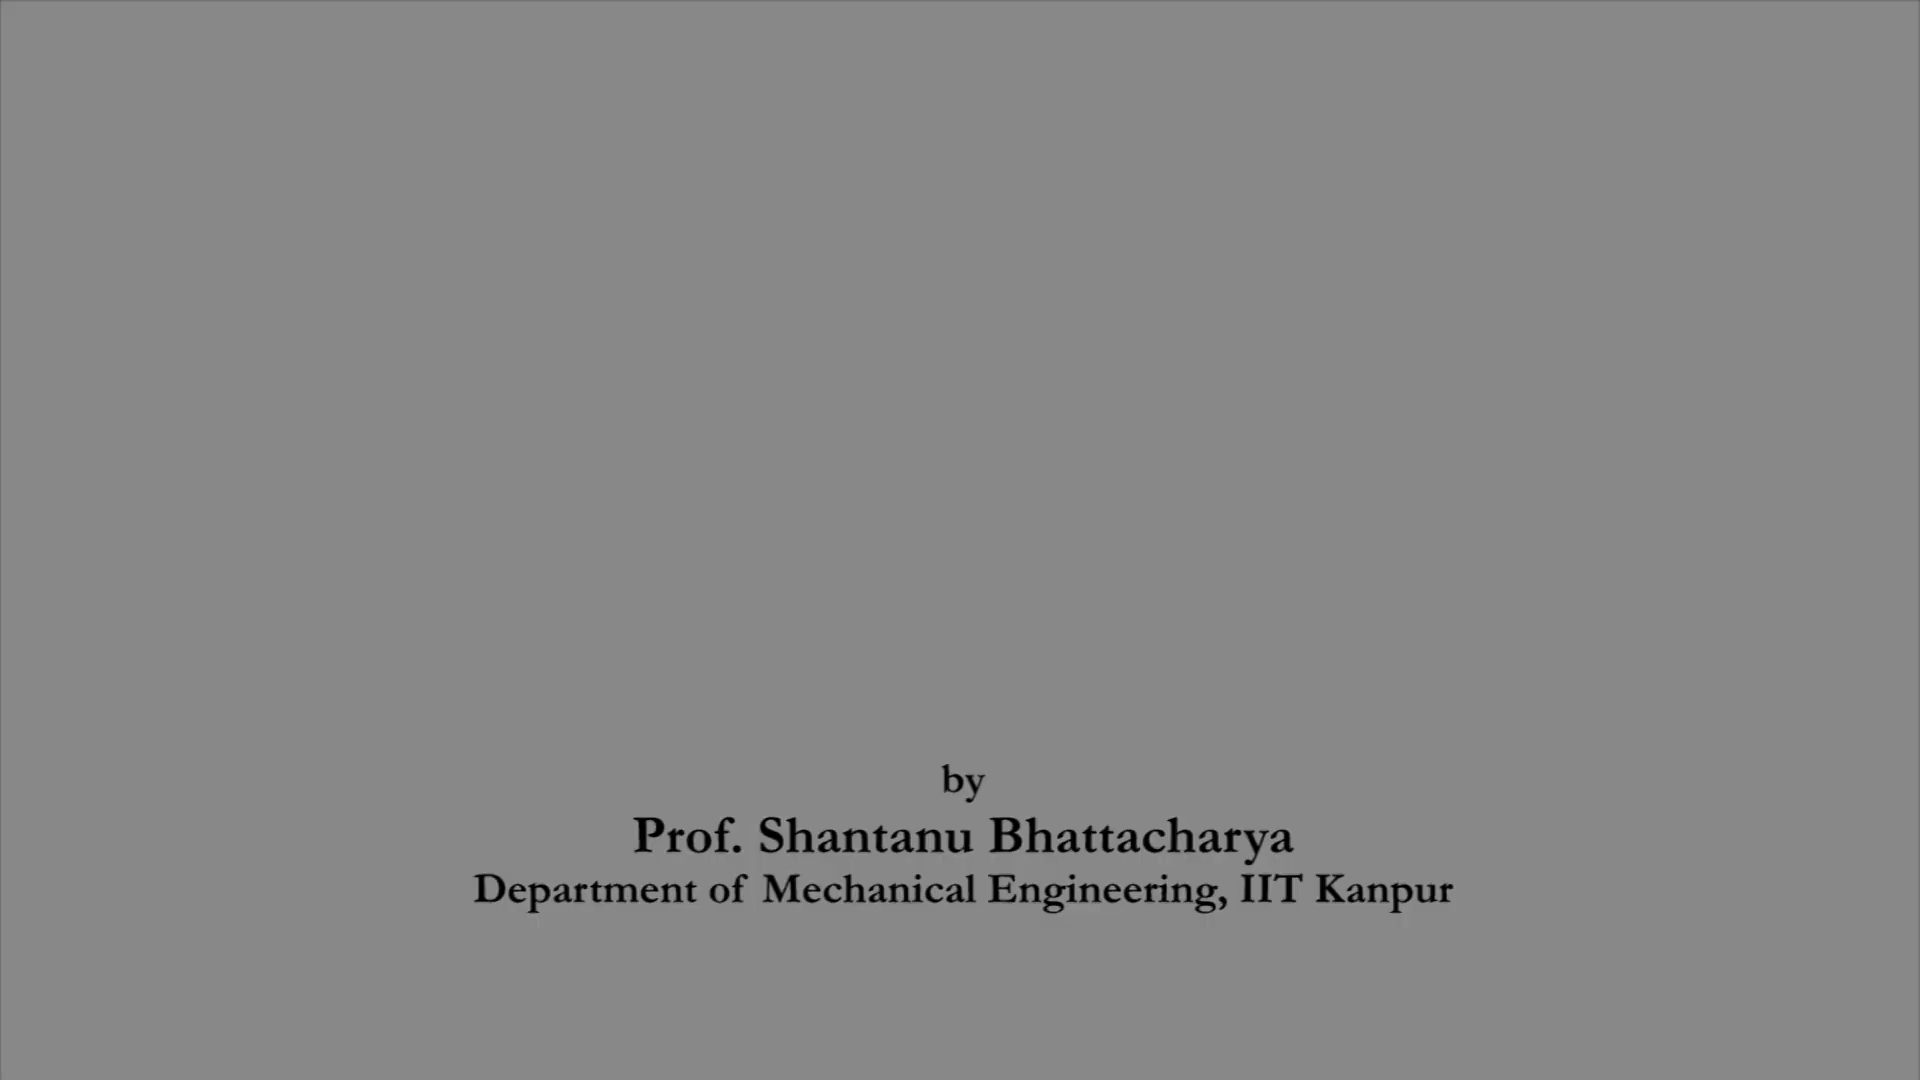 by
Prof. Shantanu Bhattacharya
Department of Mechanical Engineering, IIT Kanpur